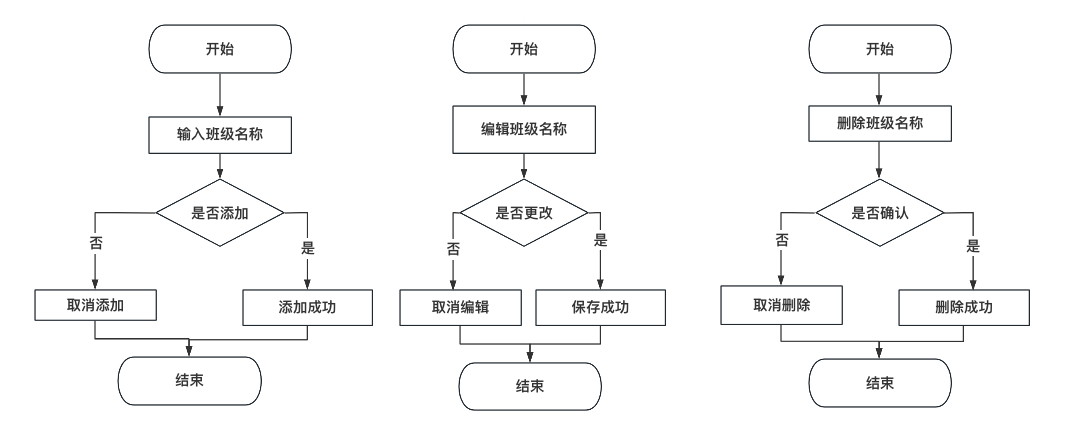 开始
输入班级名称
是否添加
否
是
取消添加
添加成功
结束
开始
编辑班级名称
是否更改
否
是
取消编辑
保存成功
结束
开始
删除班级名称
是否确认
否
是
取消删除
删除成功
结束